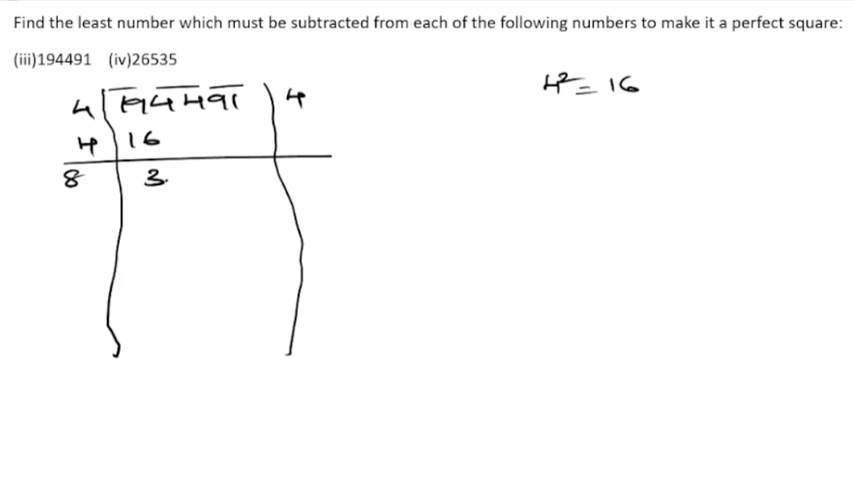 Find the least number which must be subtracted from each of the following numbers to make it a perfect square:
(iii)194491 (iv)26535
4 194491 4
4² = 16
4 16
8 3